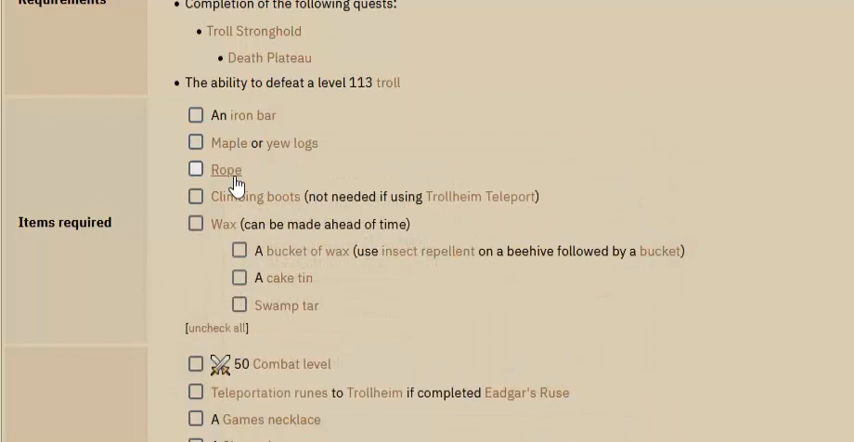 Requirements
• Completion of the following quests:
• Troll Stronghold
• Death Plateau
• The ability to defeat a level 113 troll
Items required
An iron bar
Maple or yew logs
Rope
Climbing boots (not needed if using Trollheim Teleport)
Wax (can be made ahead of time)
A bucket of wax (use insect repellent on a beehive followed by a bucket)
A cake tin
Swamp tar
[uncheck all]
50 Combat level
Teleportation runes to Trollheim if completed Eadgar's Ruse
A Games necklace